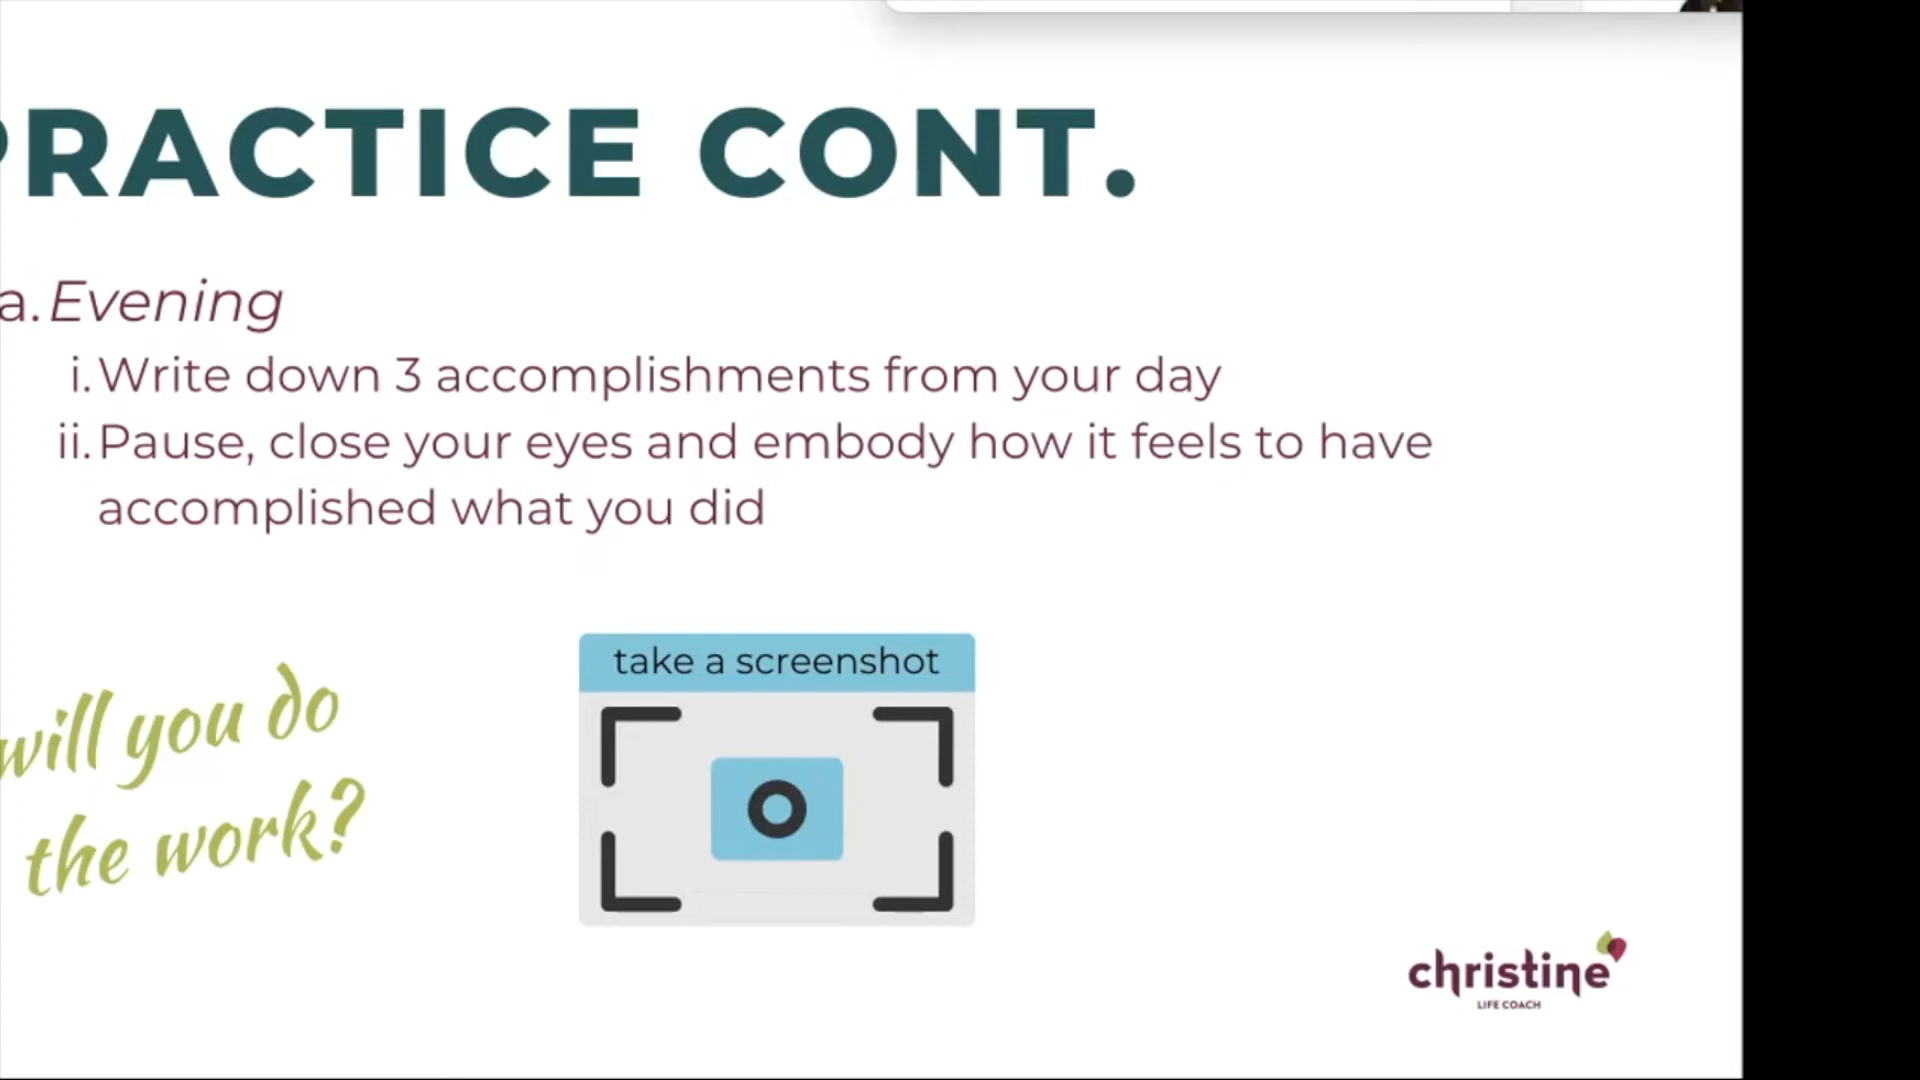 PRACTICE CONT.
a. Evening
i. Write down 3 accomplishments from your day
ii. Pause, close your eyes and embody how it feels to have
accomplished what you did
will you do
the work?
take a screenshot
christine
LIFE COACH